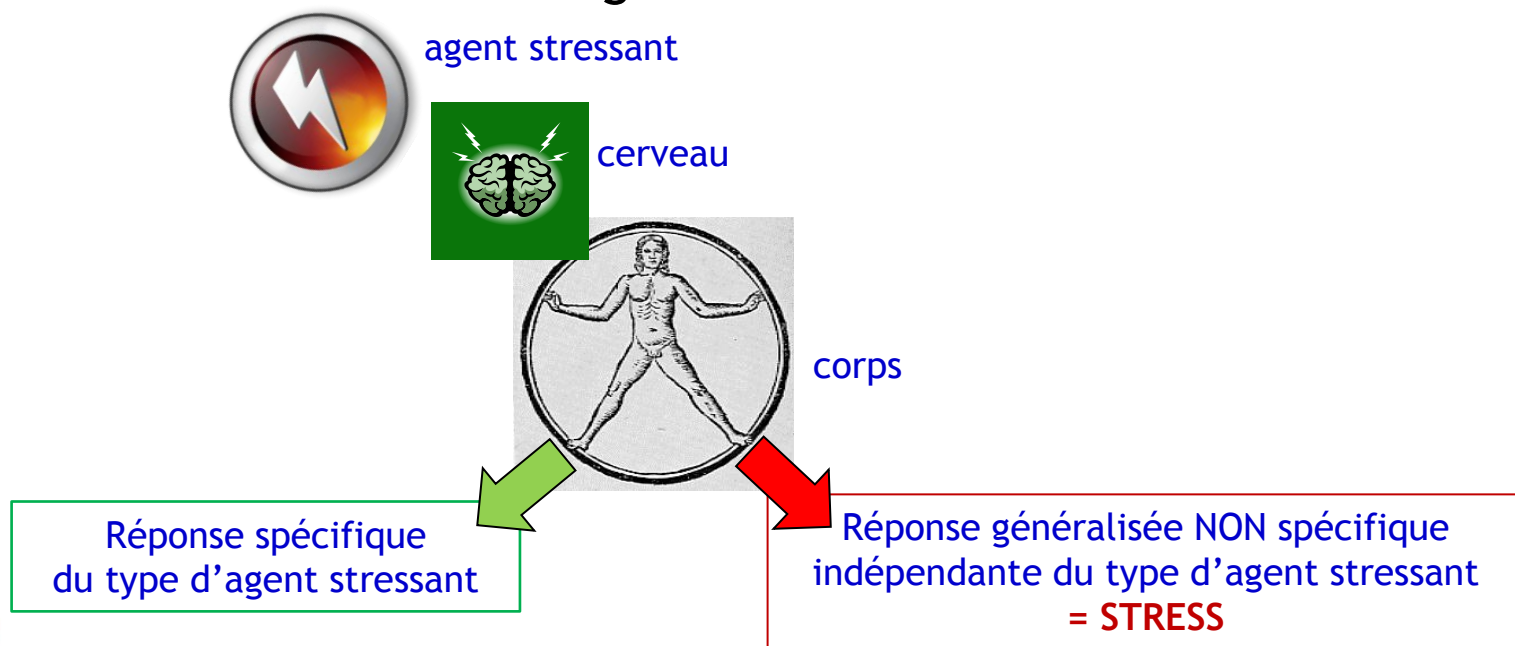 agent stressant
cerveau
corps
Réponse spécifique
du type d’agent stressant
Réponse généralisée NON spécifique
indépendante du type d’agent stressant
= STRESS